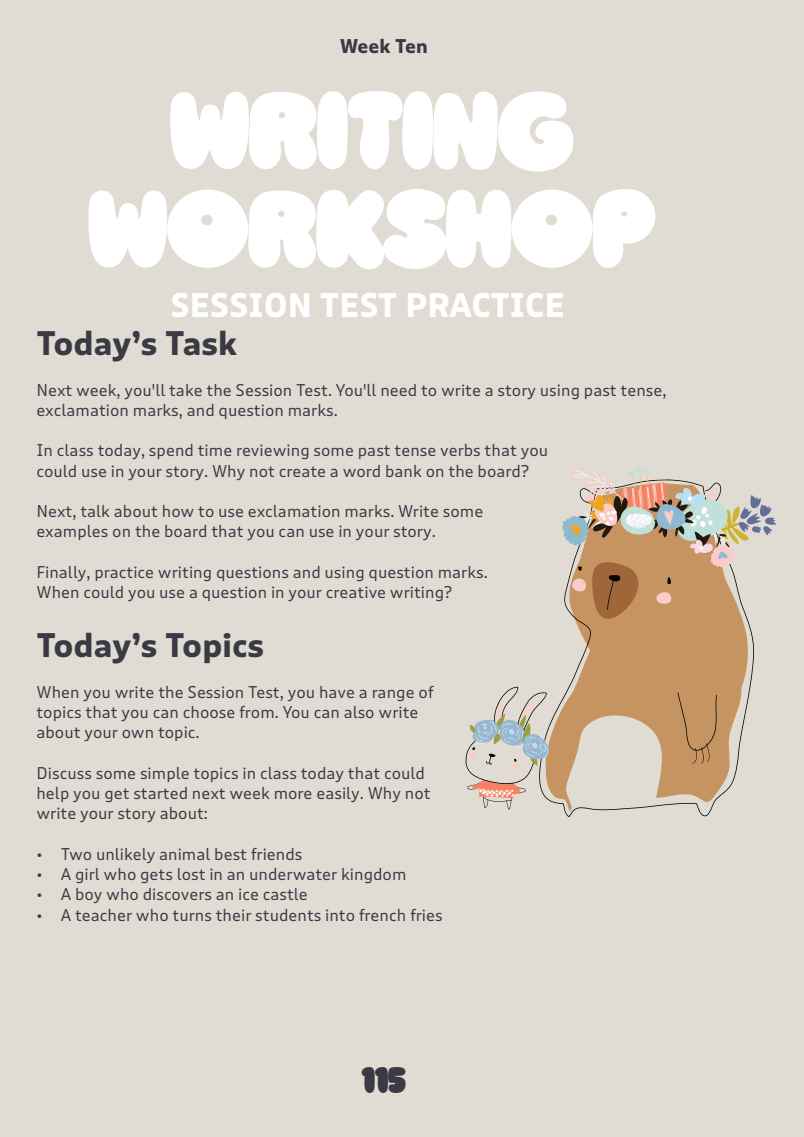 Week Ten
WRITING
WORKSHOP
SESSION TEST PRACTICE
Today’s Task
Next week, you'll take the Session Test. You'll need to write a story using past tense,
exclamation marks, and question marks.
In class today, spend time reviewing some past tense verbs that you
could use in your story. Why not create a word bank on the board?
Next, talk about how to use exclamation marks. Write some
examples on the board that you can use in your story.
Finally, practice writing questions and using question marks.
When could you use a question in your creative writing?
Today’s Topics
When you write the Session Test, you have a range of
topics that you can choose from. You can also write
about your own topic.
Discuss some simple topics in class today that could
help you get started next week more easily. Why not
write your story about:
• Two unlikely animal best friends
• A girl who gets lost in an underwater kingdom
• A boy who discovers an ice castle
• A teacher who turns their students into french fries
115